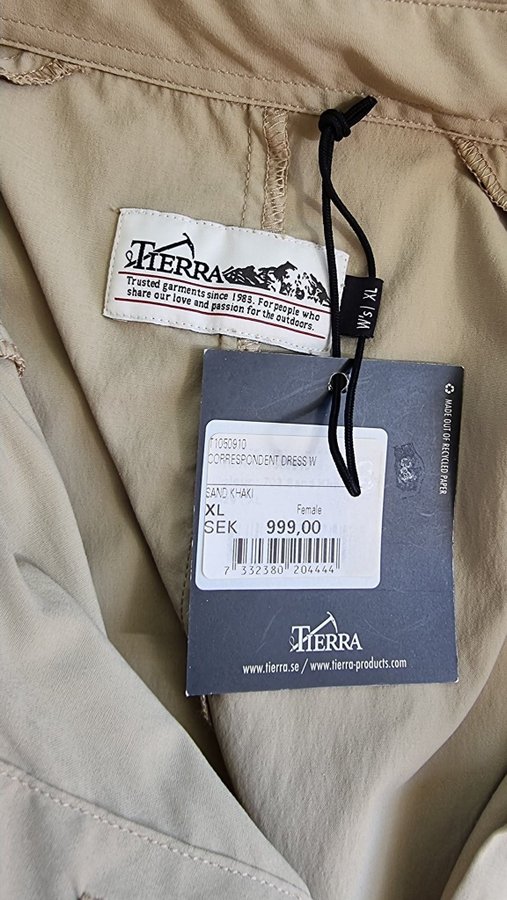 TIERRA
Trusted garments since 1983. For people who
share our love and passion for the outdoors.
W's | XL
MADE OUT OF RECYCLED PAPER
T1050910
CORRESPONDENT DRESS W
SAND KHAKI
XL Female
SEK 999,00
7 332380 204444
TIERRA
www.tierra.se / www.tierra-products.com